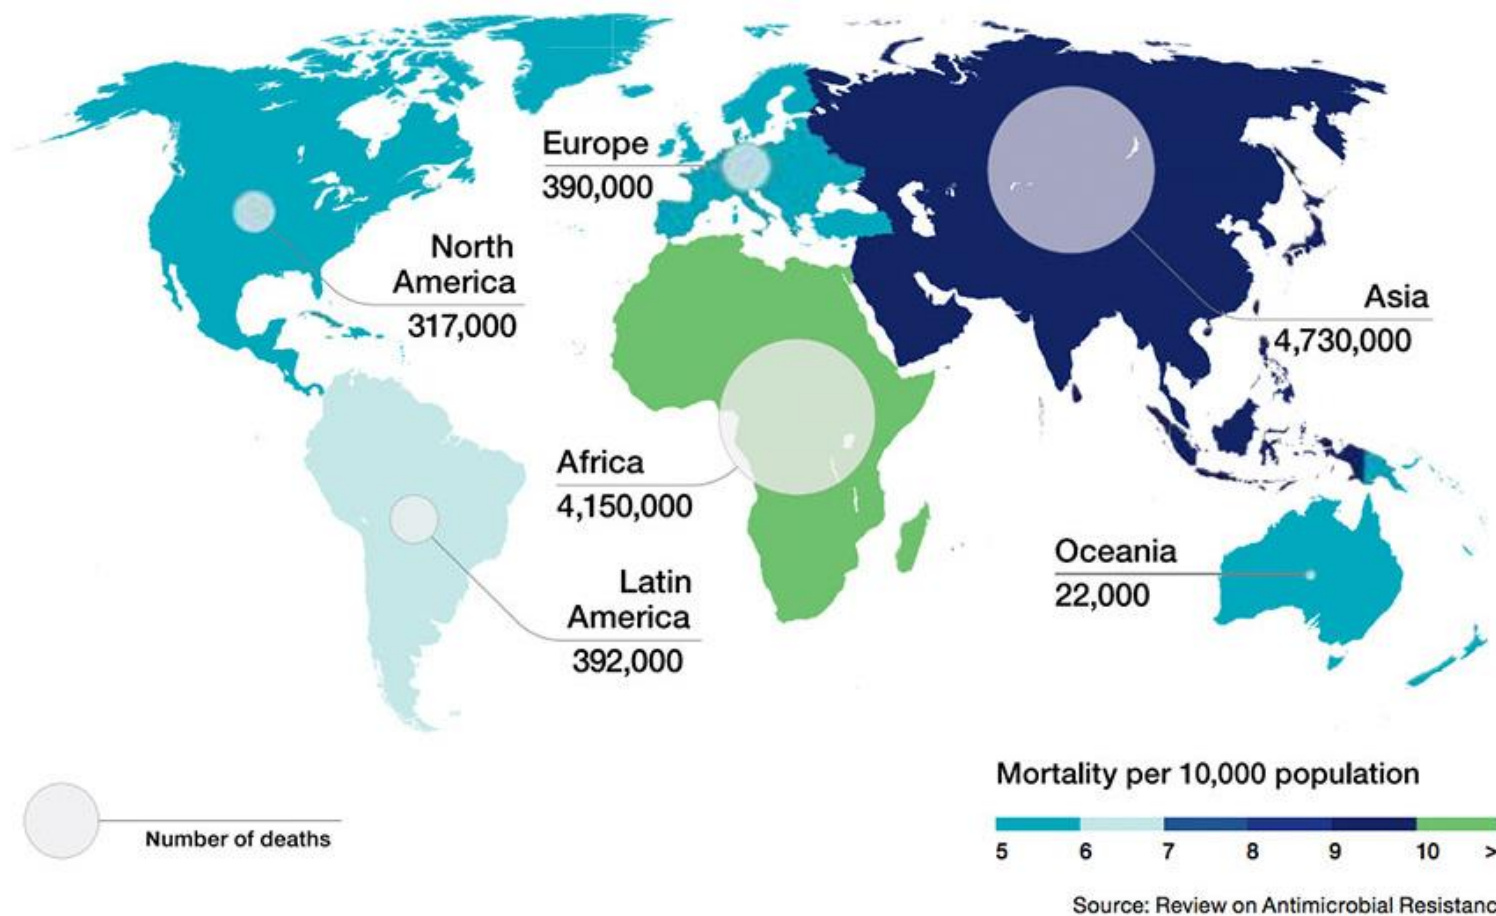 Europe
390,000
North
America
317,000
Asia
4,730,000
Africa
4,150,000
Latin
America
392,000
Oceania
22,000
Number of deaths
Mortality per 10,000 population
5 6 7 8 9 10 >
Source: Review on Antimicrobial Resistanc